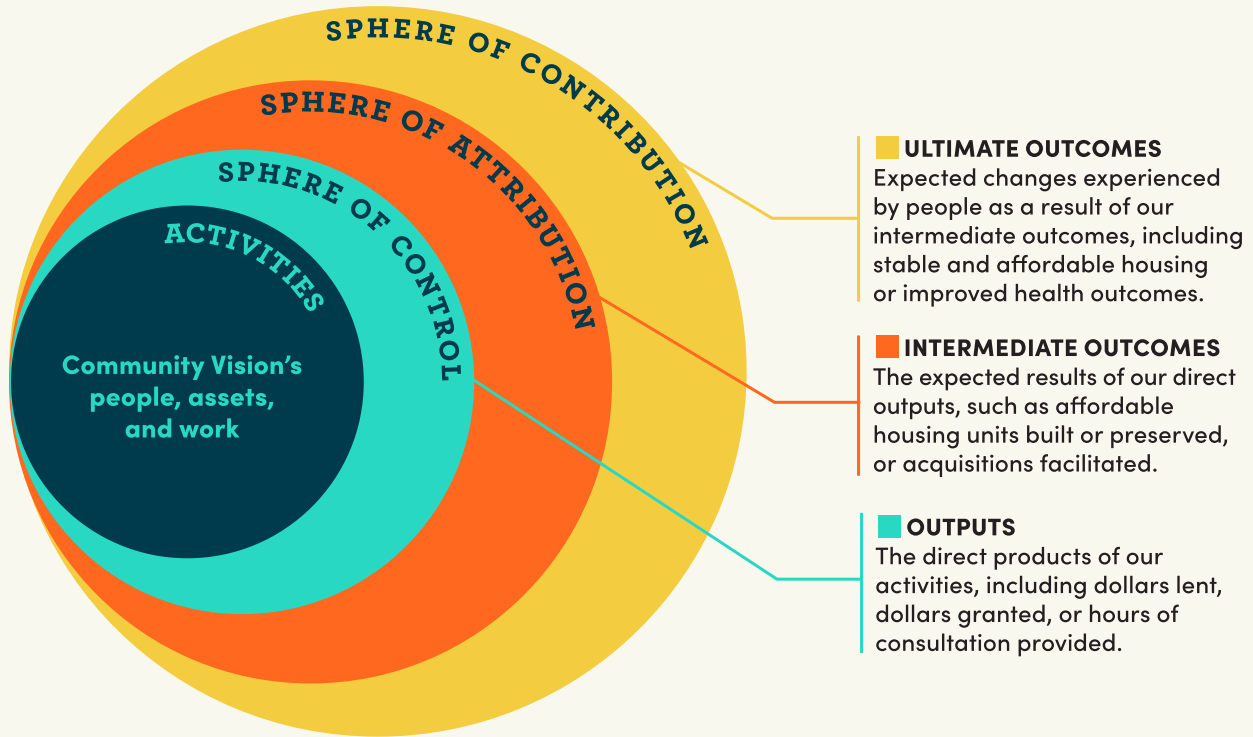 SPHERE OF CONTRIBUTION
SPHERE OF ATTRIBUTION
SPHERE OF CONTROL
ACTIVITIES
Community Vision's
people, assets,
and work
ULTIMATE OUTCOMES
Expected changes experienced
by people as a result of our
intermediate outcomes, including
stable and affordable housing
or improved health outcomes.
INTERMEDIATE OUTCOMES
The expected results of our direct
outputs, such as affordable
housing units built or preserved,
or acquisitions facilitated.
OUTPUTS
The direct products of our
activities, including dollars lent,
dollars granted, or hours of
consultation provided.